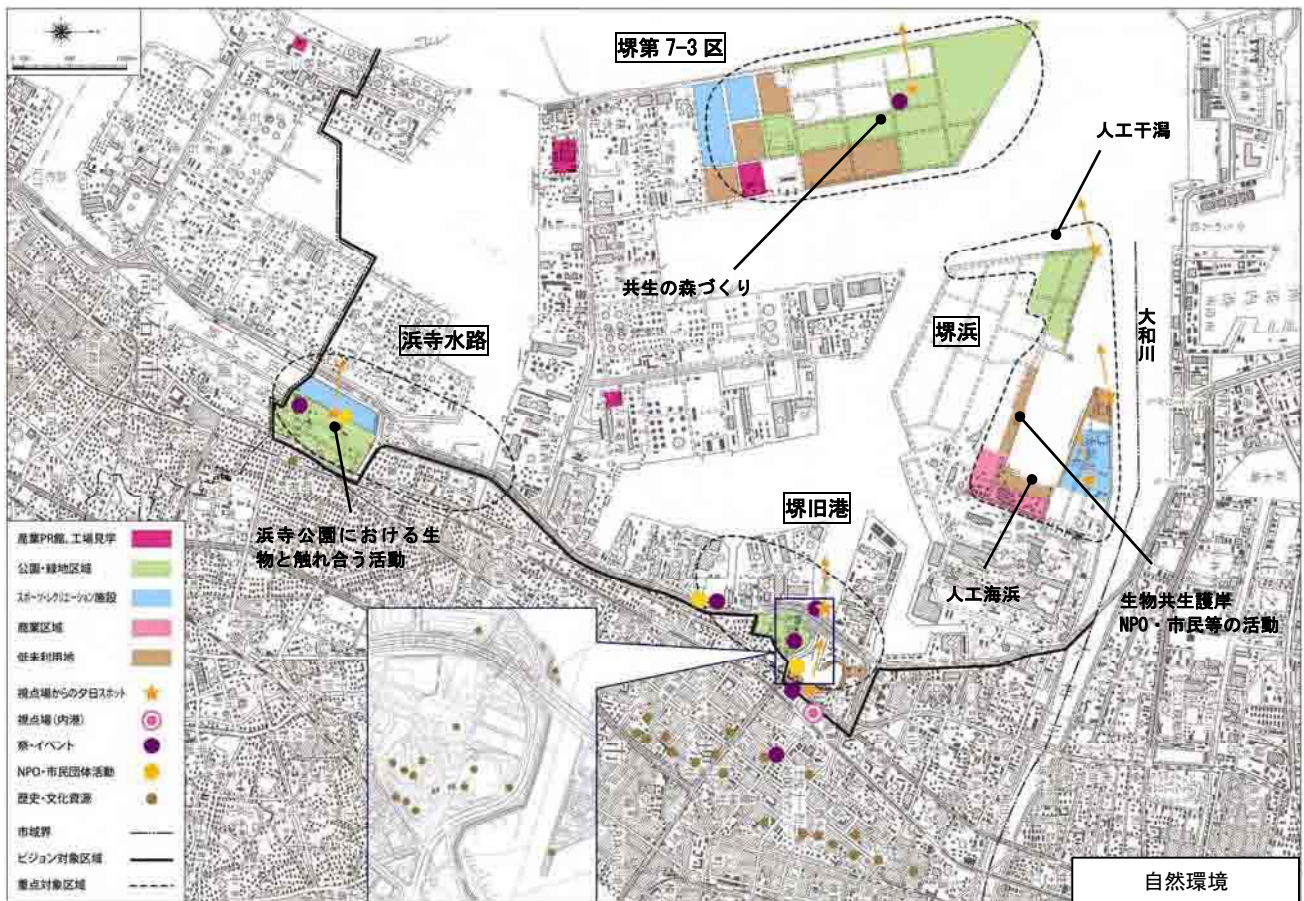 堺第7-3区
人工干潟
共生の森づくり
浜寺水路
堺浜
大和川
堺旧港
浜寺公園における生
物と触れ合う活動
人工海浜
生物共生護岸
NPO・市民等の活動
産業PR館、工場見学
公園・緑地区域
スポーツ・レクリエーション施設
商業区域
低未利用地
視点場からの夕日スポット
視点場(内港)
祭・イベント
NPO・市民団体活動
歴史・文化資源
市域界
ビジョン対象区域
重点対象区域
自然環境